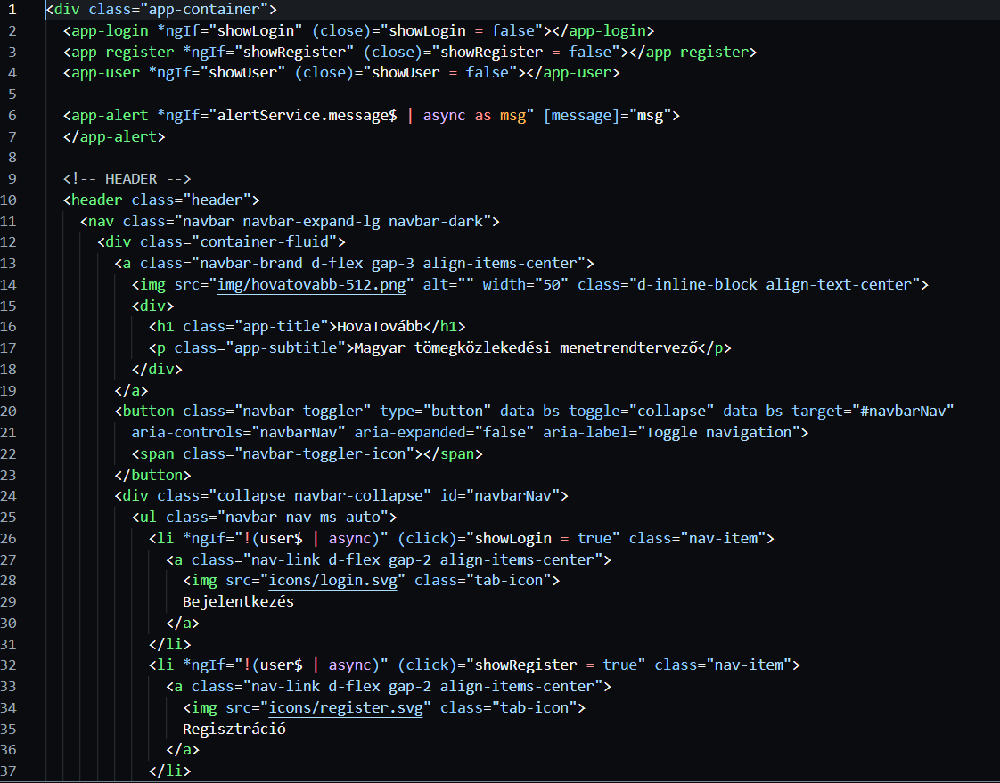 1 <div class="app-container">
2   <app-login *ngIf="showLogin" (close)="showLogin = false"></app-login>
3   <app-register *ngIf="showRegister" (close)="showRegister = false"></app-register>
4   <app-user *ngIf="showUser" (close)="showUser = false"></app-user>
5
6   <app-alert *ngIf="alertService.message$ | async as msg" [message]="msg">
7   </app-alert>
8
9   <!-- HEADER -->
10   <header class="header">
11     <nav class="navbar navbar-expand-lg navbar-dark">
12       <div class="container-fluid">
13         <a class="navbar-brand d-flex gap-3 align-items-center">
14           <img src="img/hovatovabb-512.png" alt="" width="50" class="d-inline-block align-text-center">
15           <div>
16             <h1 class="app-title">HovaTovább</h1>
17             <p class="app-subtitle">Magyar tömegközlekedési menetrendtervező</p>
18           </div>
19         </a>
20         <button class="navbar-toggler" type="button" data-bs-toggle="collapse" data-bs-target="#navbarNav"
21           aria-controls="navbarNav" aria-expanded="false" aria-label="Toggle navigation">
22           <span class="navbar-toggler-icon"></span>
23         </button>
24         <div class="collapse navbar-collapse" id="navbarNav">
25           <ul class="navbar-nav ms-auto">
26             <li *ngIf="!(user$ | async)" (click)="showLogin = true" class="nav-item">
27               <a class="nav-link d-flex gap-2 align-items-center">
28                 <img src="icons/login.svg" class="tab-icon">
29                 Bejelentkezés
30               </a>
31             </li>
32             <li *ngIf="!(user$ | async)" (click)="showRegister = true" class="nav-item">
33               <a class="nav-link d-flex gap-2 align-items-center">
34                 <img src="icons/register.svg" class="tab-icon">
35                 Regisztráció
36               </a>
37             </li>